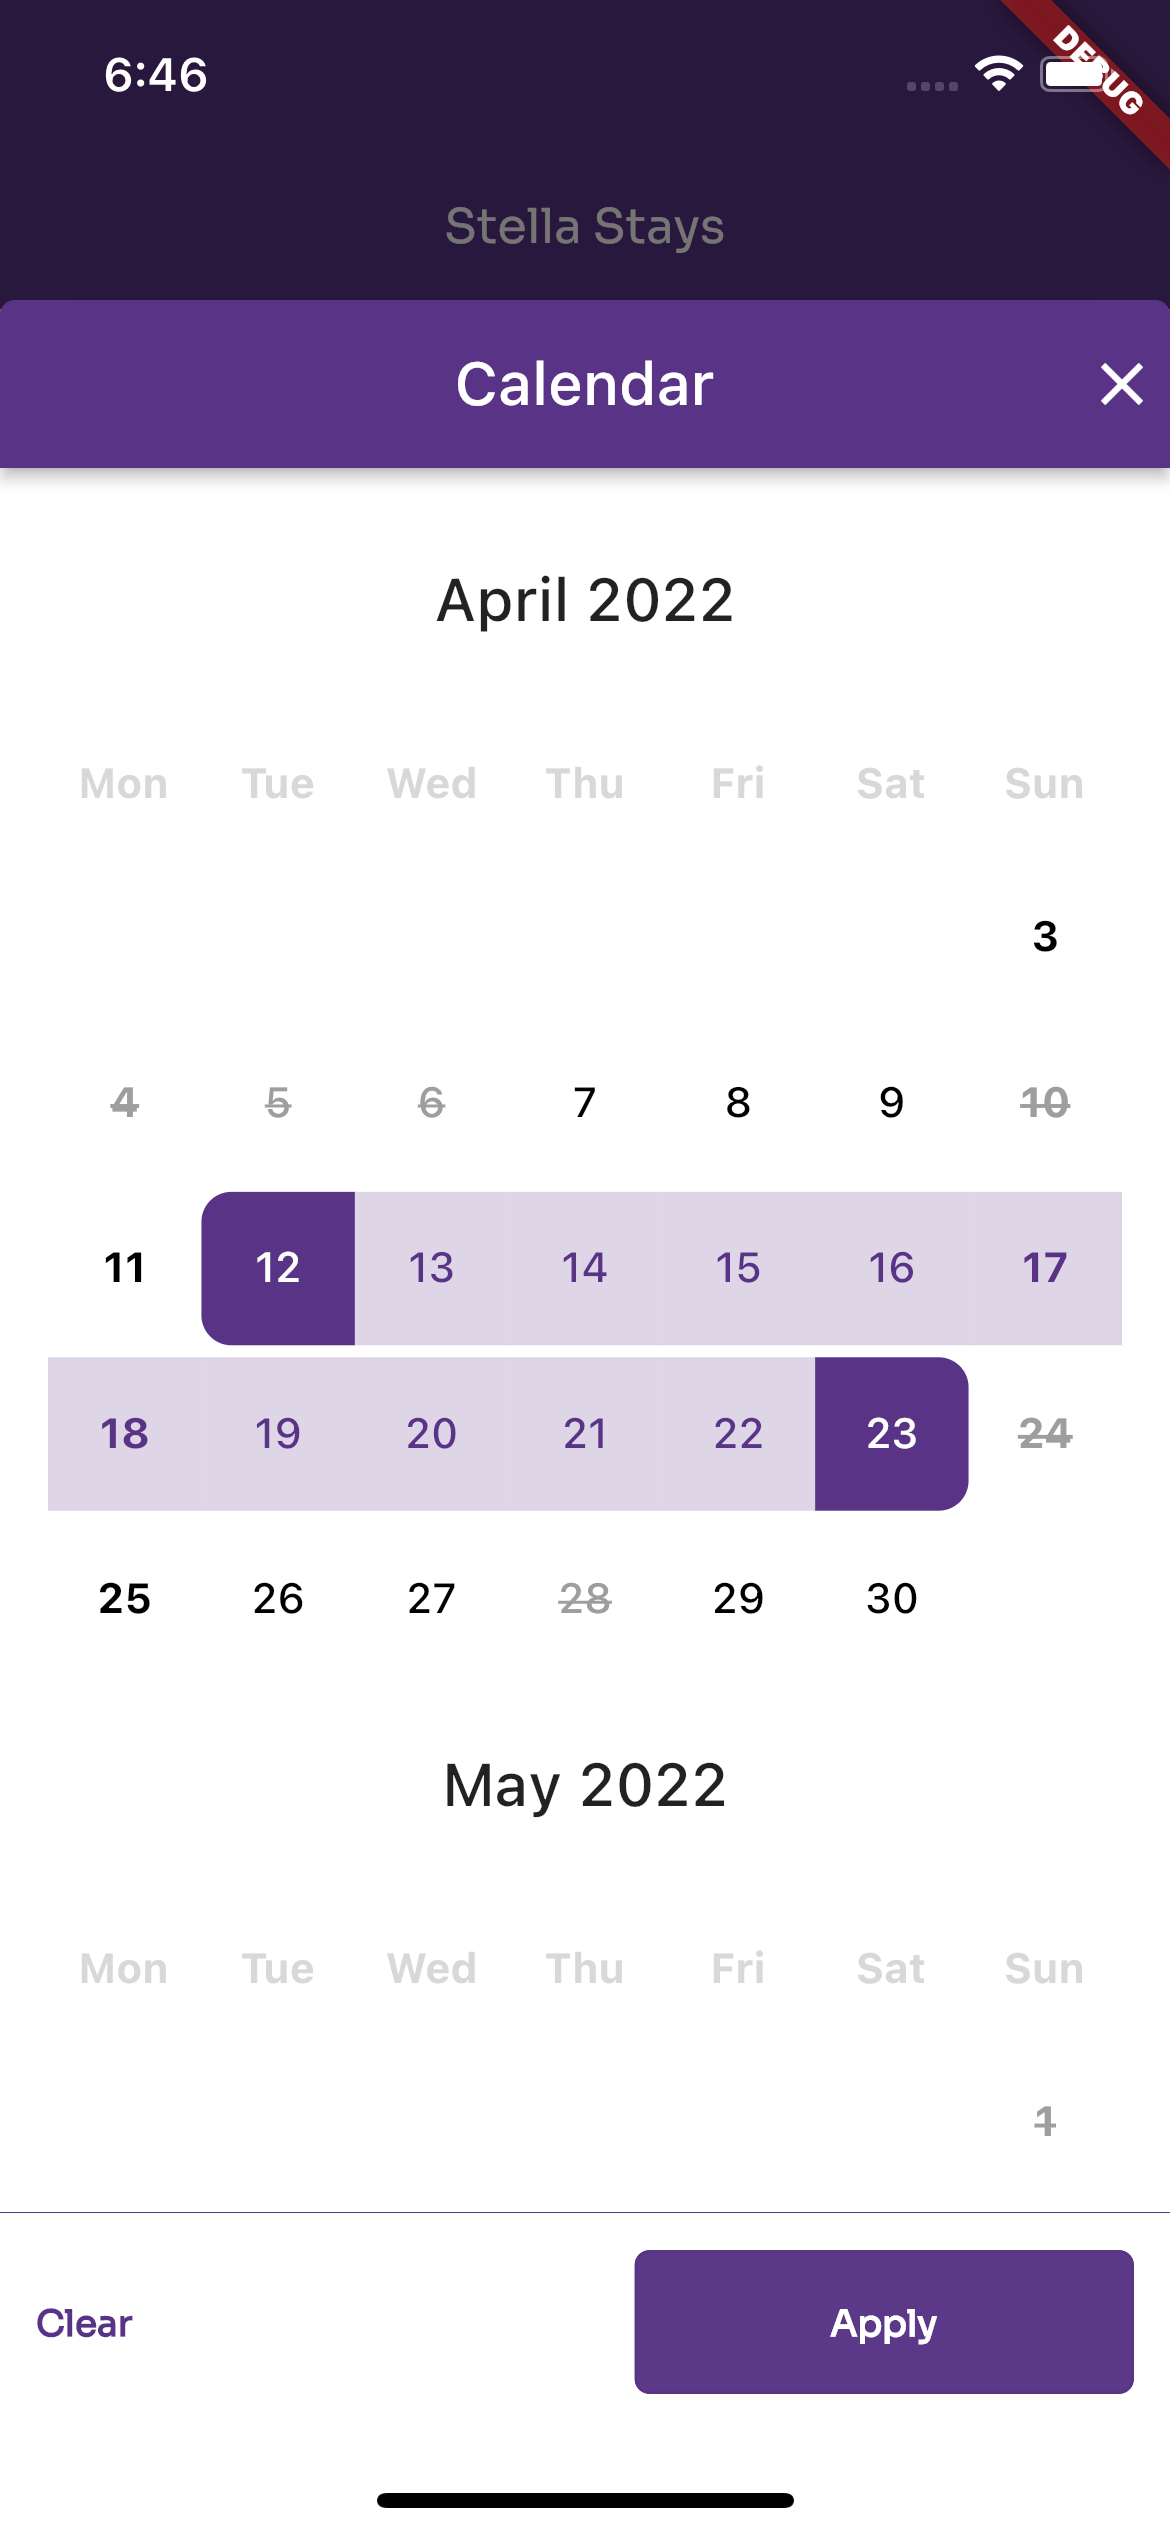 6:46
DEBUG
Stella Stays
Calendar
April 2022
Mon Tue Wed Thu Fri Sat Sun
3
4 5 6 7 8 9 10
11 12 13 14 15 16 17
18 19 20 21 22 23 24
25 26 27 28 29 30
May 2022
Mon Tue Wed Thu Fri Sat Sun
1
Clear Apply